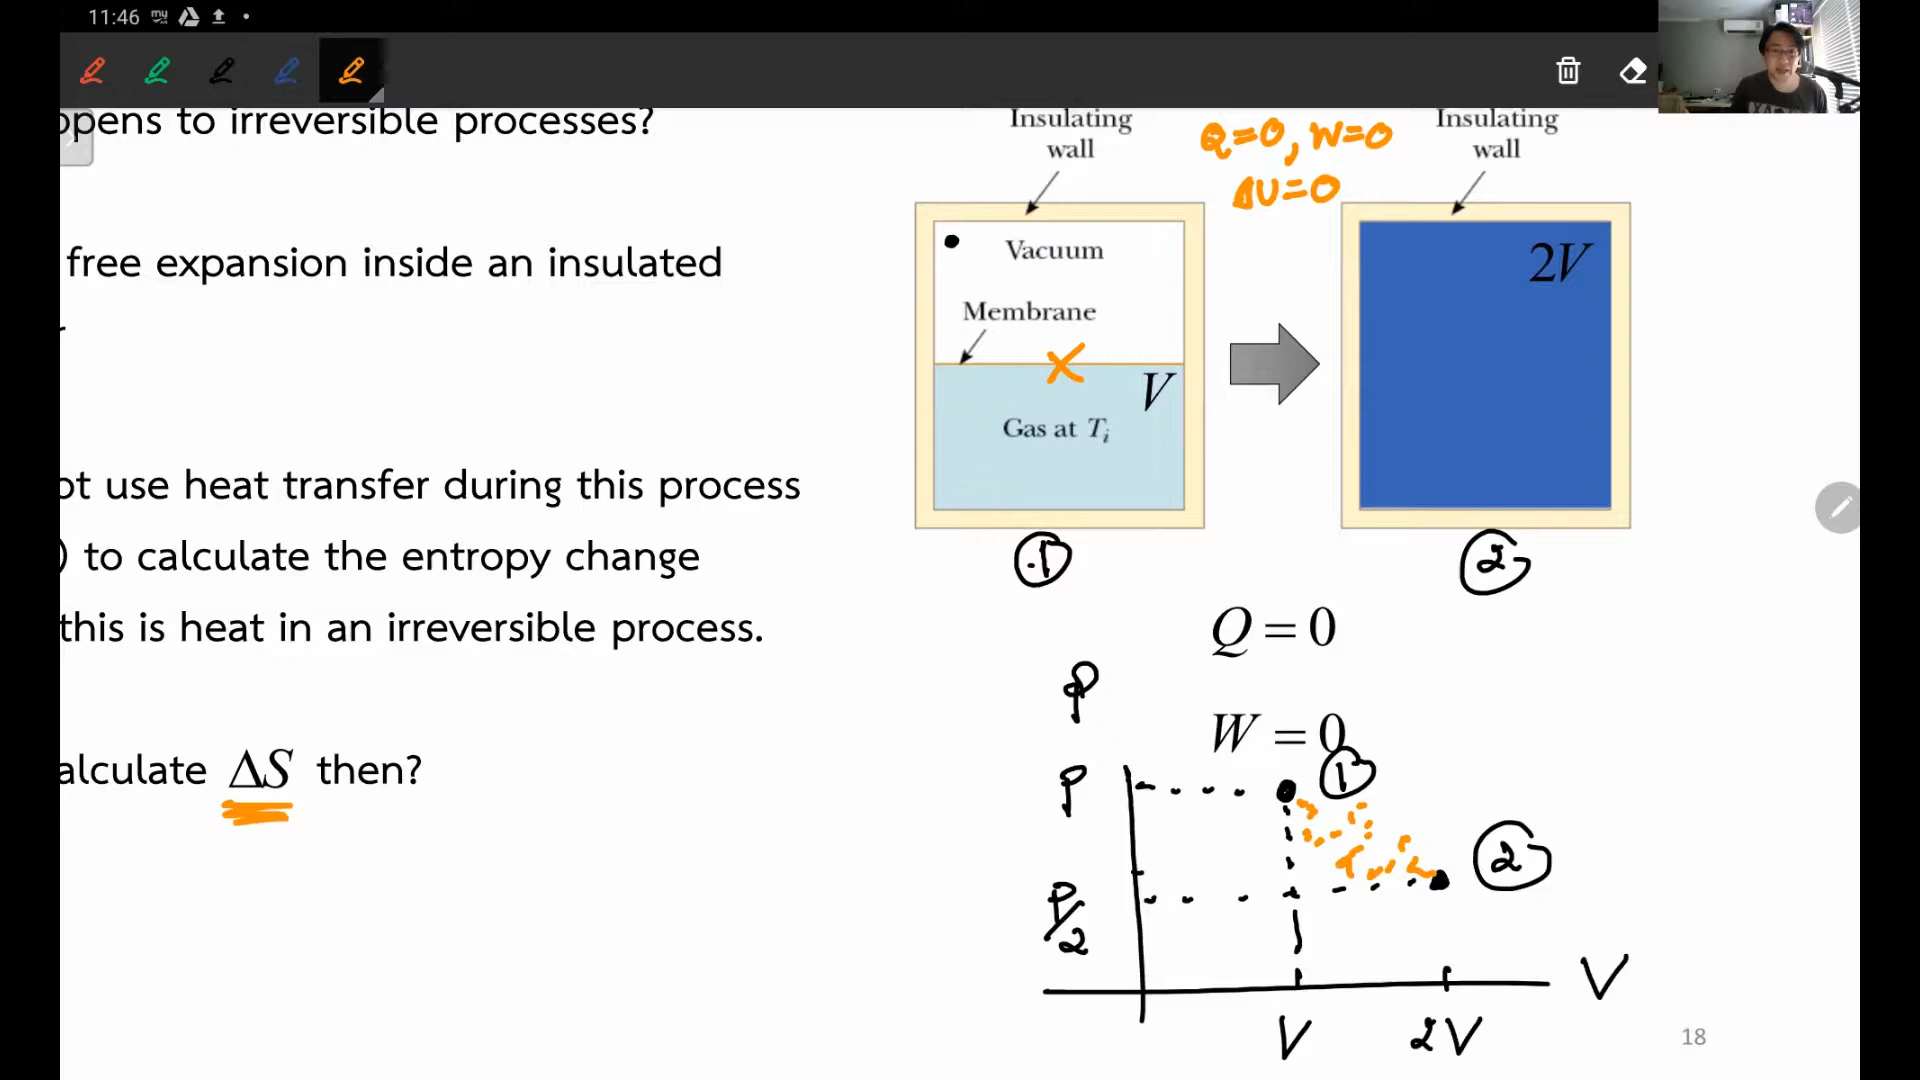 11:46
opens to irreversible processes?
free expansion inside an insulated
ot use heat transfer during this process
) to calculate the entropy change
this is heat in an irreversible process.
alculate ΔS then?
Insulating
wall
Q=0, W=0
ΔU=0
Insulating
wall
Vacuum
Membrane
V
Gas at Ti
2V
1
2
Q = 0
W = 0
P
P
P/2
1
2
V
V
2V
18